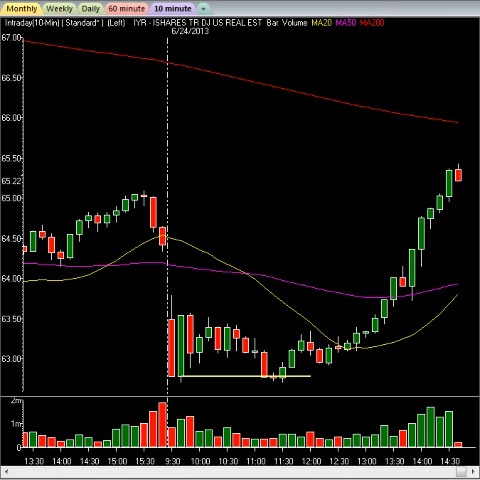 Monthly Weekly Daily 60 minute 10 minute +
Intraday(10-Min) ( Standard* ) (Left) IYR - ISHARES TR DJ US REAL EST Bar Volume MA20 MA50 MA200
6/24/2013
67.00
66.00
65.50
65.22
65.00
64.50
64.00
63.50
63.00
2m
1m
0
13:30 14:00 14:30 15:00 15:30 9:30 10:00 10:30 11:00 11:30 12:00 12:30 13:00 13:30 14:00 14:30